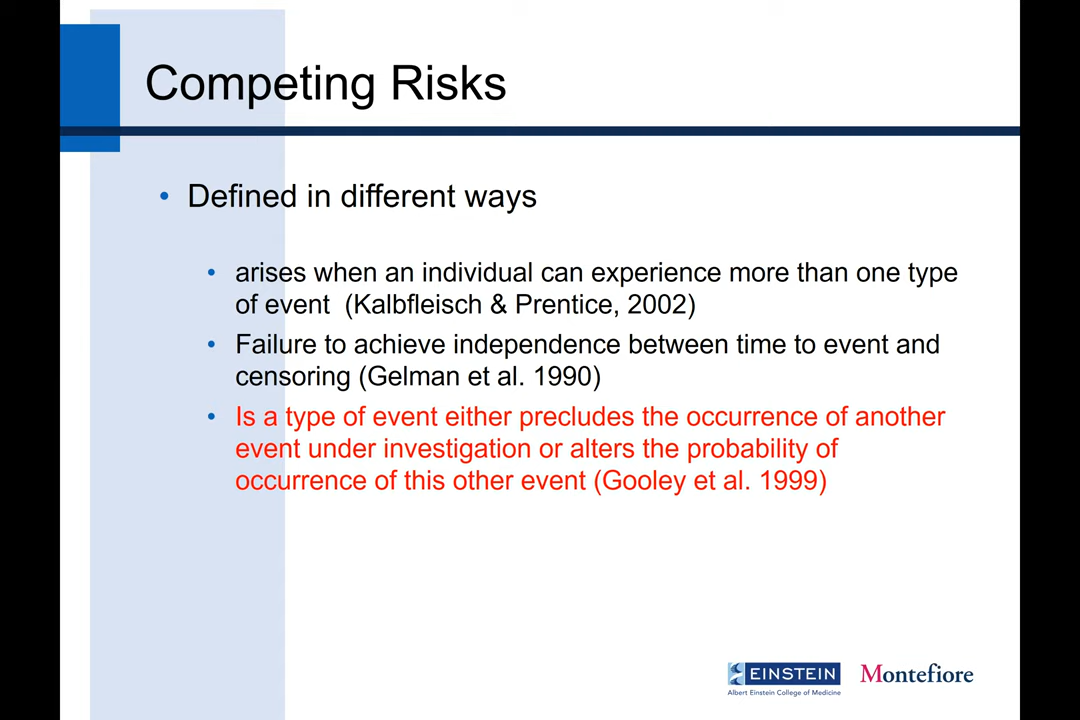 Competing Risks
• Defined in different ways
• arises when an individual can experience more than one type
of event  (Kalbfleisch & Prentice, 2002)
• Failure to achieve independence between time to event and
censoring (Gelman et al. 1990)
• Is a type of event either precludes the occurrence of another
event under investigation or alters the probability of
occurrence of this other event (Gooley et al. 1999)
EINSTEIN
Albert Einstein College of Medicine
Montefiore